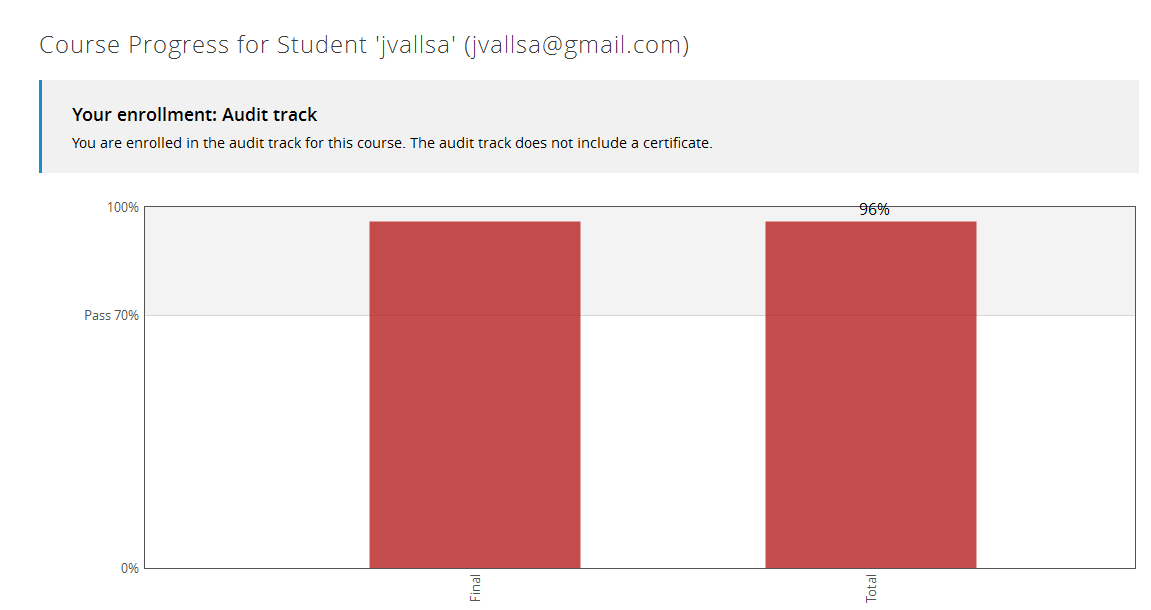 Course Progress for Student 'jvallsa' (jvallsa@gmail.com)
Your enrollment: Audit track
You are enrolled in the audit track for this course. The audit track does not include a certificate.
100%
96%
Pass 70%
0%
Final
Total